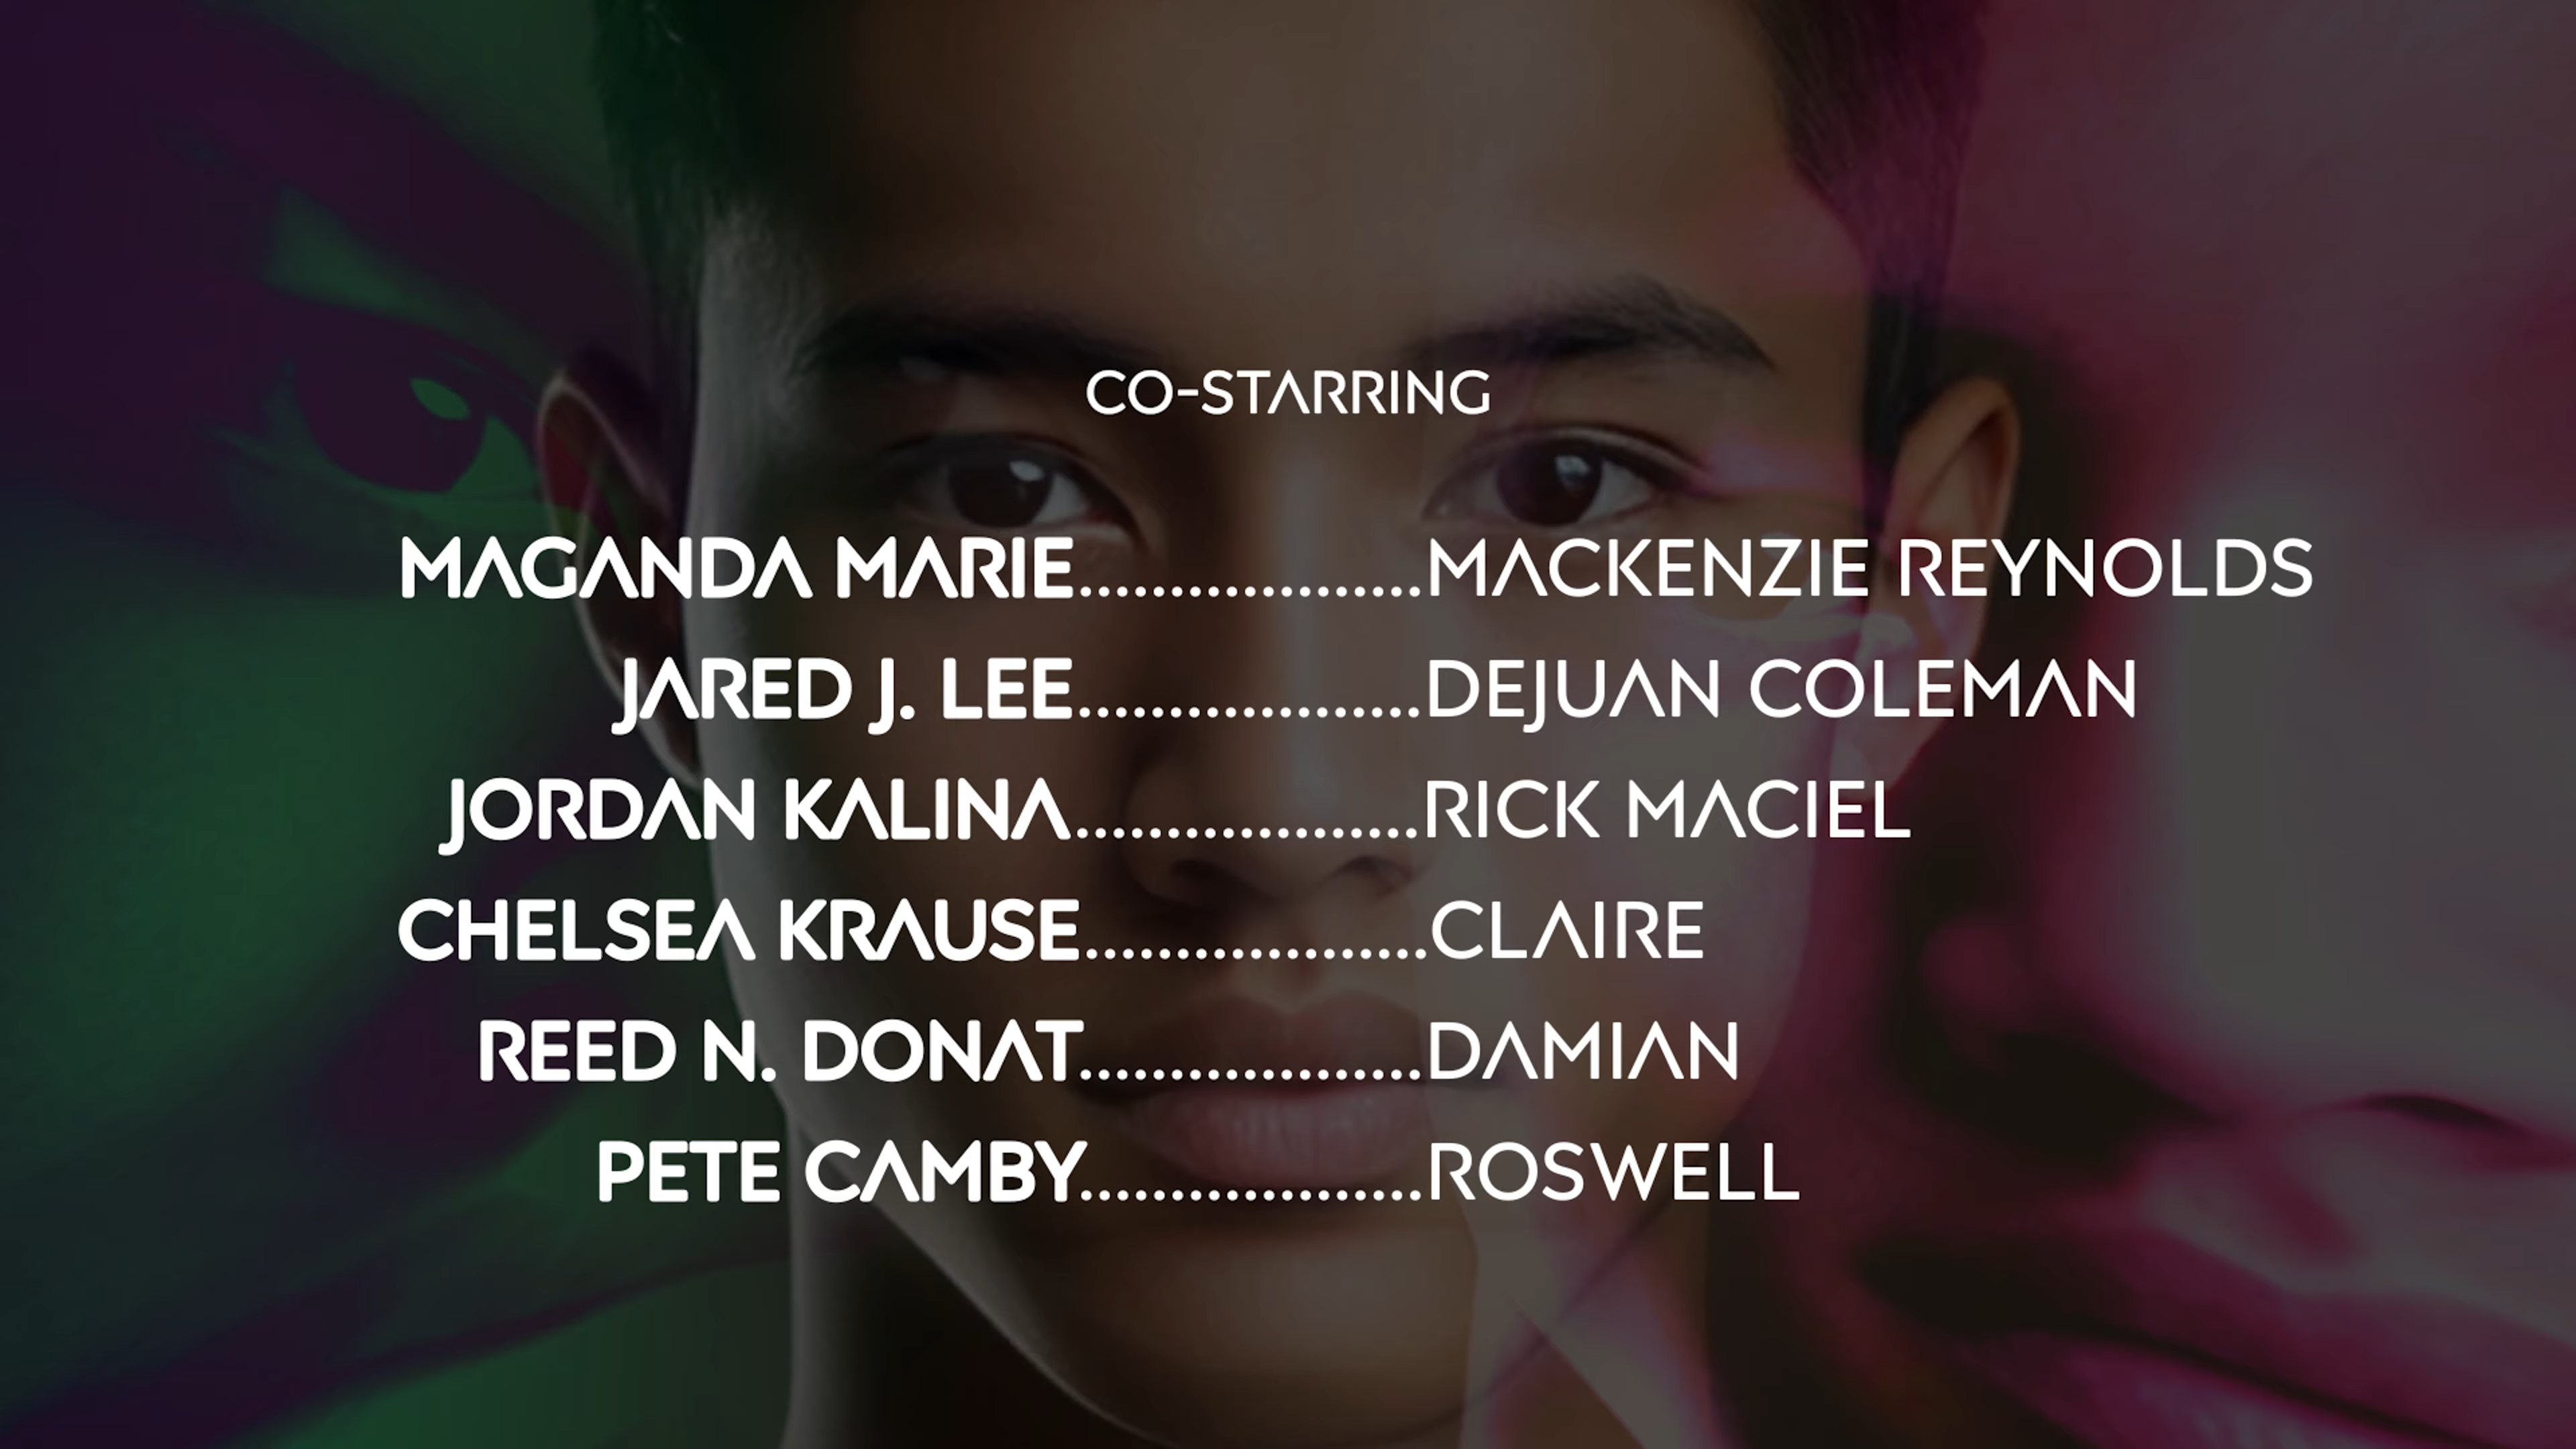 CO-STARRING
MAGANDA MARIE...................MACKENZIE REYNOLDS
JARED J. LEE...................DEJUAN COLEMAN
JORDAN KALINA...................RICK MACIEL
CHELSEA KRAUSE...................CLAIRE
REED N. DONAT...................DAMIAN
PETE CAMBY...................ROSWELL